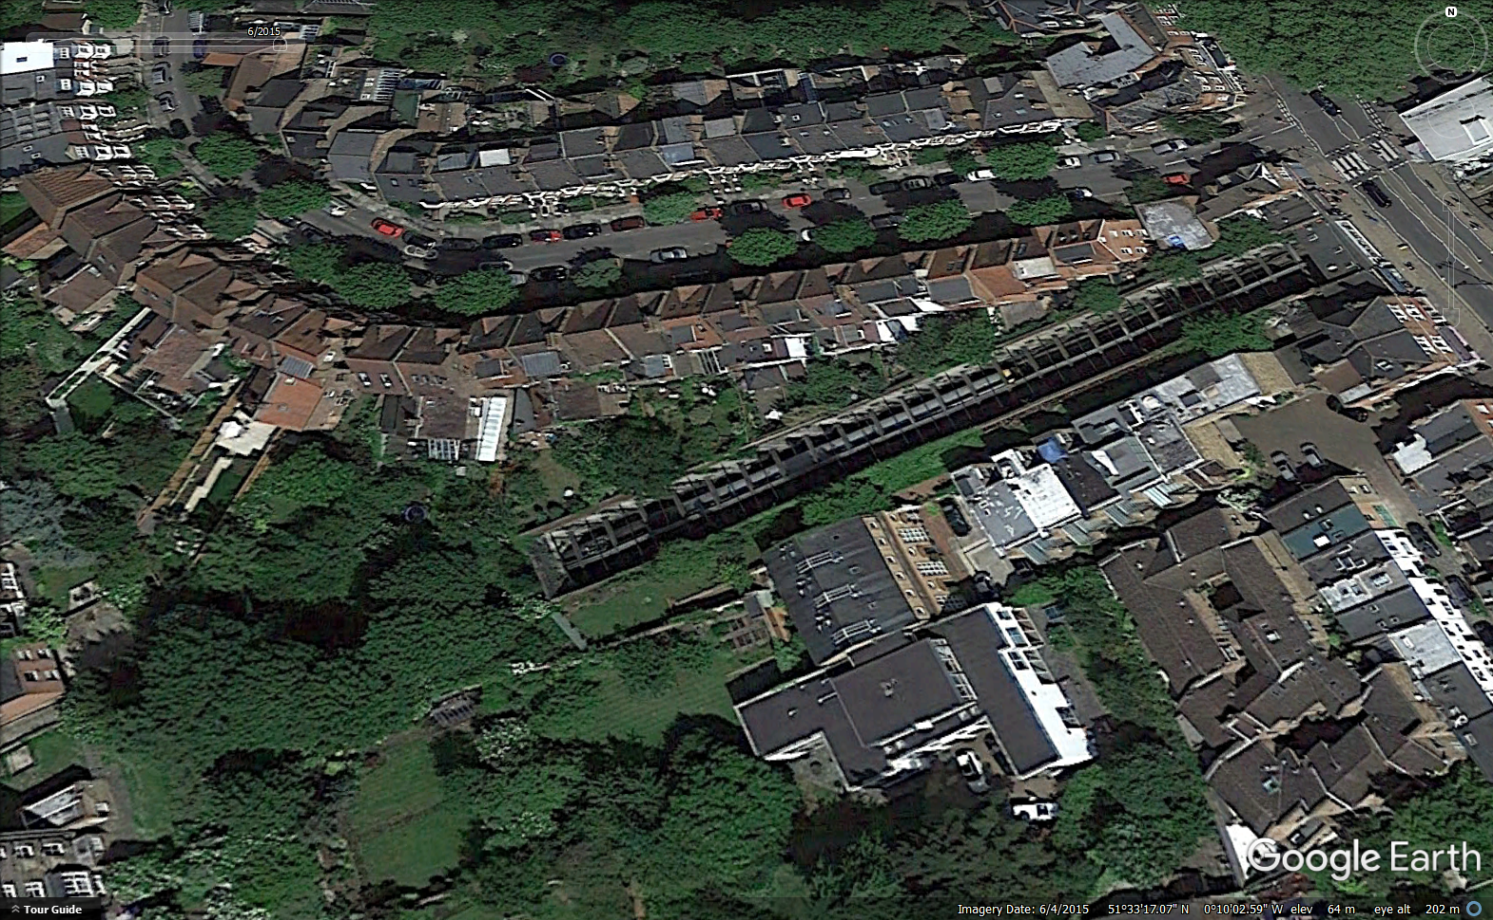 6/2015
N
Google Earth
Tour Guide
Imagery Date: 6/4/2015 51°33'17.07" N 0°10'02.59" W elev 64 m eye alt 202 m